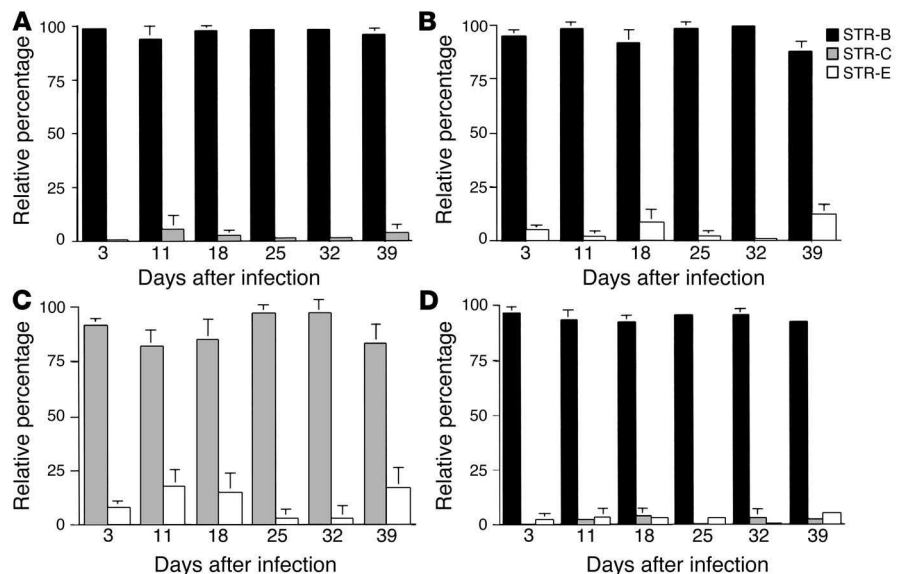 A
Relative percentage
100
75
50
25
0
3 11 18 25 32 39
Days after infection
B
Relative percentage
100
75
50
25
0
3 11 18 25 32 39
Days after infection
STR-B
STR-C
STR-E
C
Relative percentage
100
75
50
25
0
3 11 18 25 32 39
Days after infection
D
Relative percentage
100
75
50
25
0
3 11 18 25 32 39
Days after infection